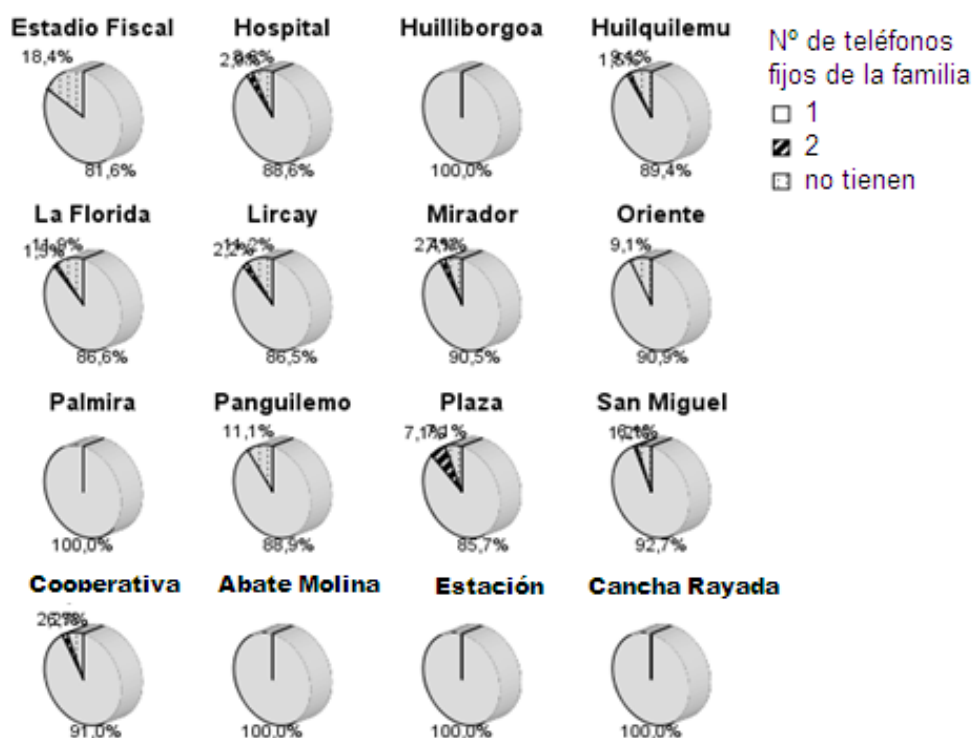 Estadio Fiscal Hospital Huilliborgoa Huilquilemu
18,4%
81,6% 88,6% 100,0% 89,4%
Nº de teléfonos
fijos de la familia
1
2
no tienen
La Florida Lircay Mirador Oriente
9,1%
86,6% 86,5% 90,5% 90,9%
Palmira Panguilemo Plaza San Miguel
11,1% 7,1% 7,1%
100,0% 88,9% 85,7% 92,7%
Cooperativa Abate Molina Estación Cancha Rayada
91,0% 100,0% 100,0% 100,0%